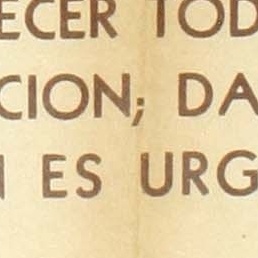 ECER TOD
CION; DA
ES URG